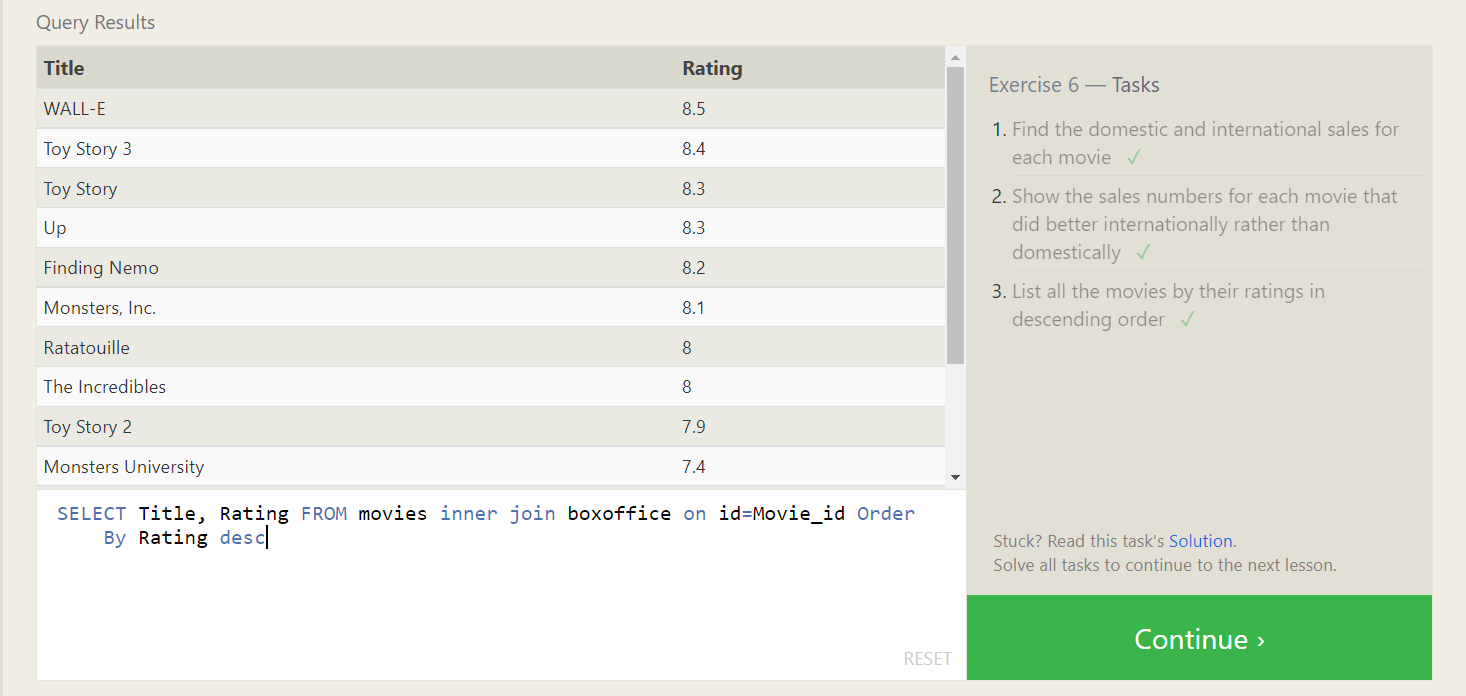 Query Results
Title Rating
WALL-E 8.5
Toy Story 3 8.4
Toy Story 8.3
Up 8.3
Finding Nemo 8.2
Monsters, Inc. 8.1
Ratatouille 8
The Incredibles 8
Toy Story 2 7.9
Monsters University 7.4
SELECT Title, Rating FROM movies inner join boxoffice on id=Movie_id Order
By Rating desc
RESET
Exercise 6 — Tasks
1. Find the domestic and international sales for
each movie ✓
2. Show the sales numbers for each movie that
did better internationally rather than
domestically ✓
3. List all the movies by their ratings in
descending order ✓
Stuck? Read this task's Solution.
Solve all tasks to continue to the next lesson.
Continue ›